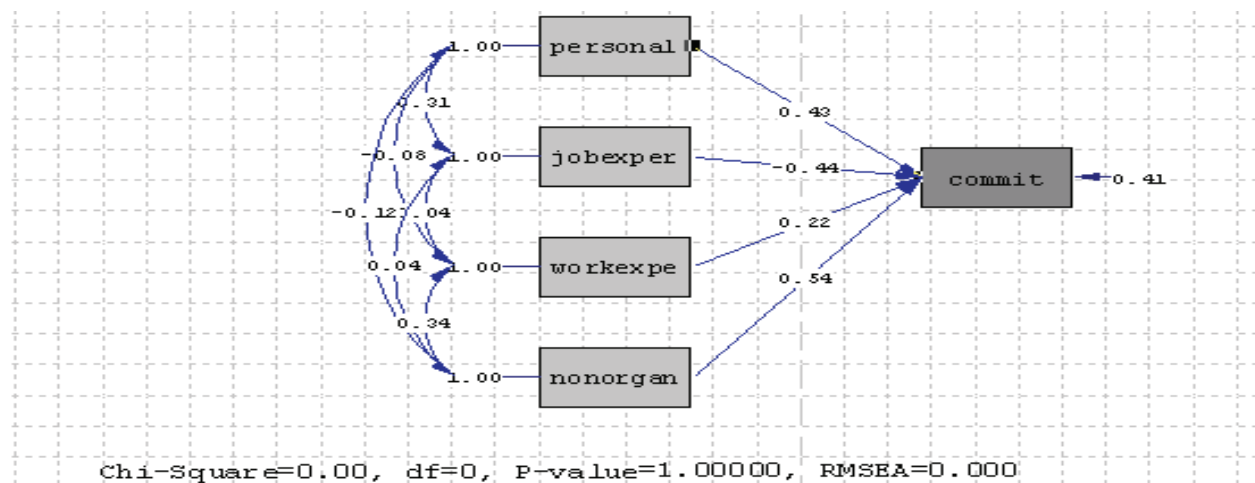 1.00 personal
0.31
0.43
-0.08 1.00 jobexper
-0.44
commit 0.41
-0.12 .04
0.22
0.04 1.00 workexpe
0.54
0.34
1.00 nonorgan
Chi-Square=0.00, df=0, P-value=1.00000, RMSEA=0.000